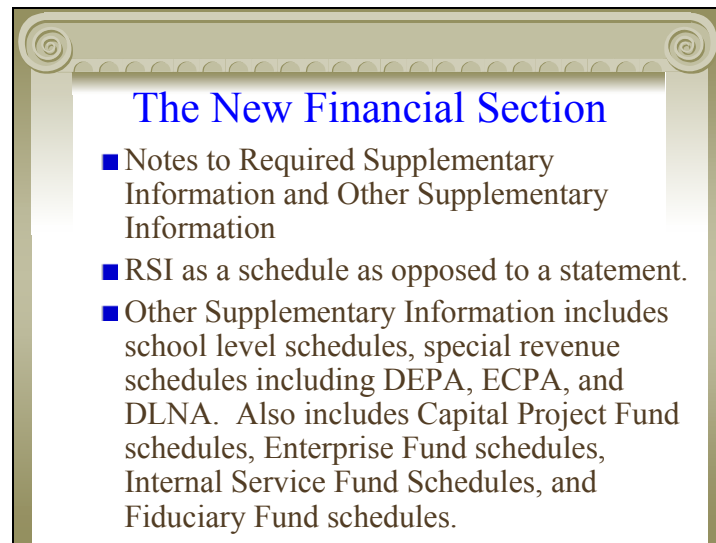 The New Financial Section
Notes to Required Supplementary
Information and Other Supplementary
Information
RSI as a schedule as opposed to a statement.
Other Supplementary Information includes
school level schedules, special revenue
schedules including DEPA, ECPA, and
DLNA. Also includes Capital Project Fund
schedules, Enterprise Fund schedules,
Internal Service Fund Schedules, and
Fiduciary Fund schedules.